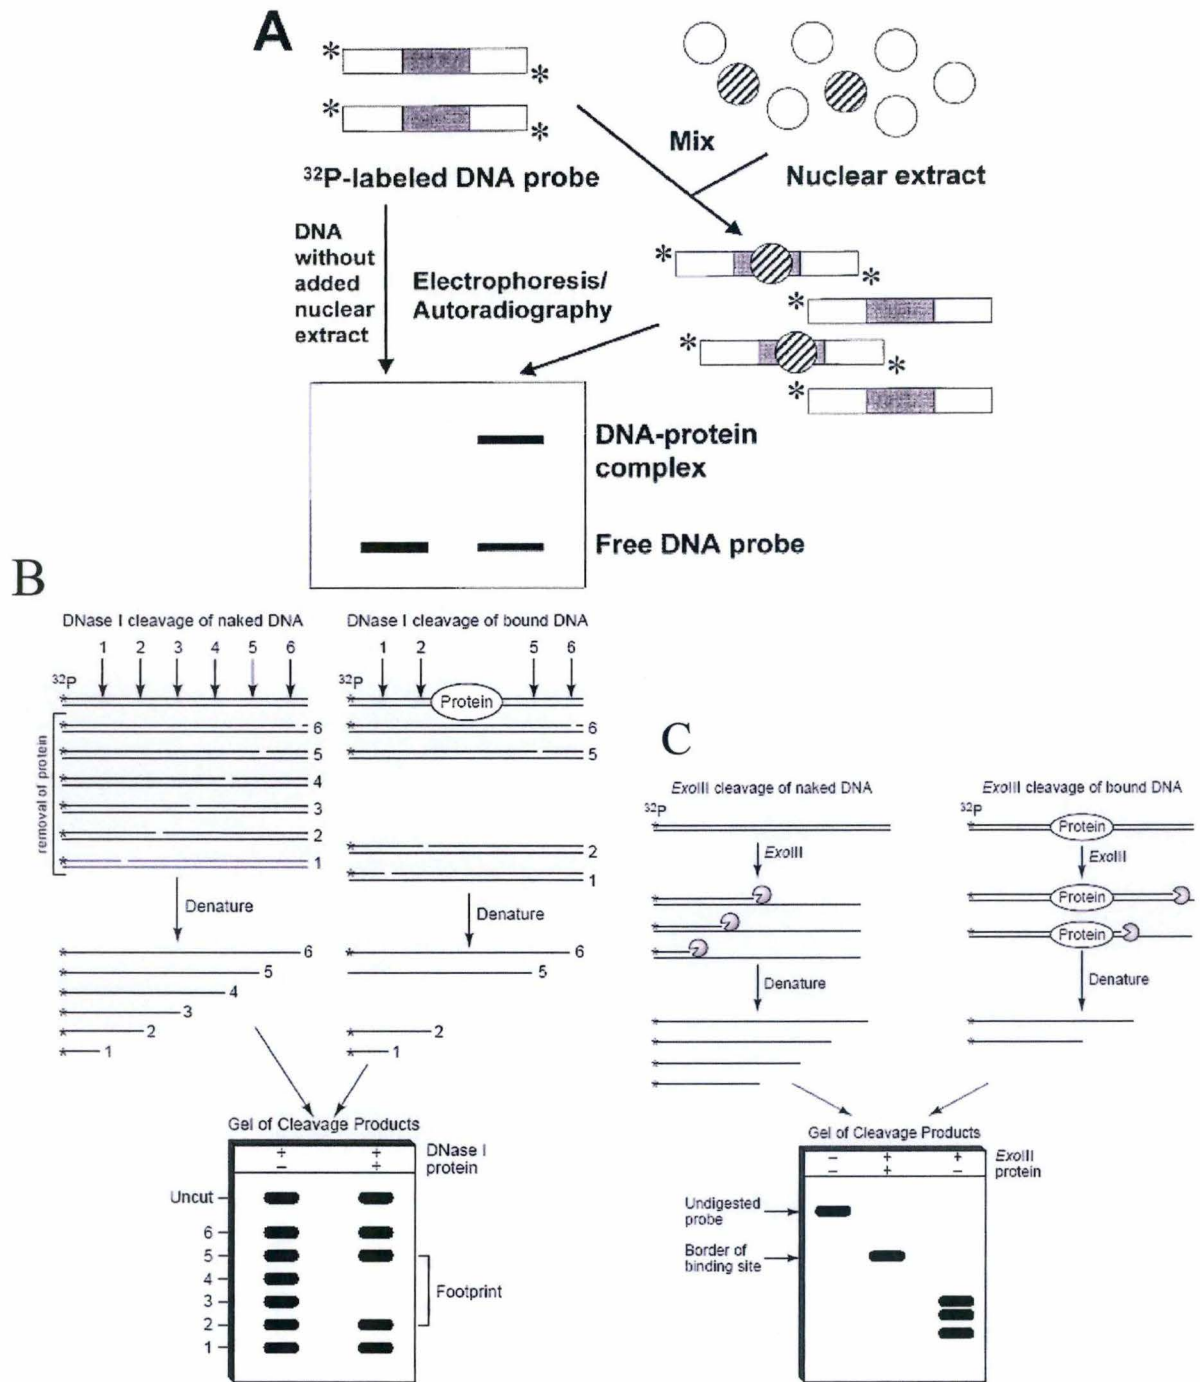 A
* * * *
³²P-labeled DNA probe
Mix
Nuclear extract
DNA
without
added
nuclear
extract
Electrophoresis/
Autoradiography
* * * * * *
DNA-protein
complex
Free DNA probe
B
DNase I cleavage of naked DNA
1 2 3 4 5 6
³²P
removal of protein
6
5
4
3
2
1
Denature
6
5
4
3
2
1
DNase I cleavage of bound DNA
1 2 5 6
³²P
Protein
6
5
2
1
Denature
6
5
2
1
Gel of Cleavage Products
+ + DNase I
− + protein
Uncut
6
5
4
3
2
1
Footprint
C
ExoIII cleavage of naked DNA
³²P
ExoIII
Denature
ExoIII cleavage of bound DNA
³²P
Protein
ExoIII
Protein
Protein
Denature
Gel of Cleavage Products
− + + ExoIII
− + − protein
Undigested
probe
Border of
binding site